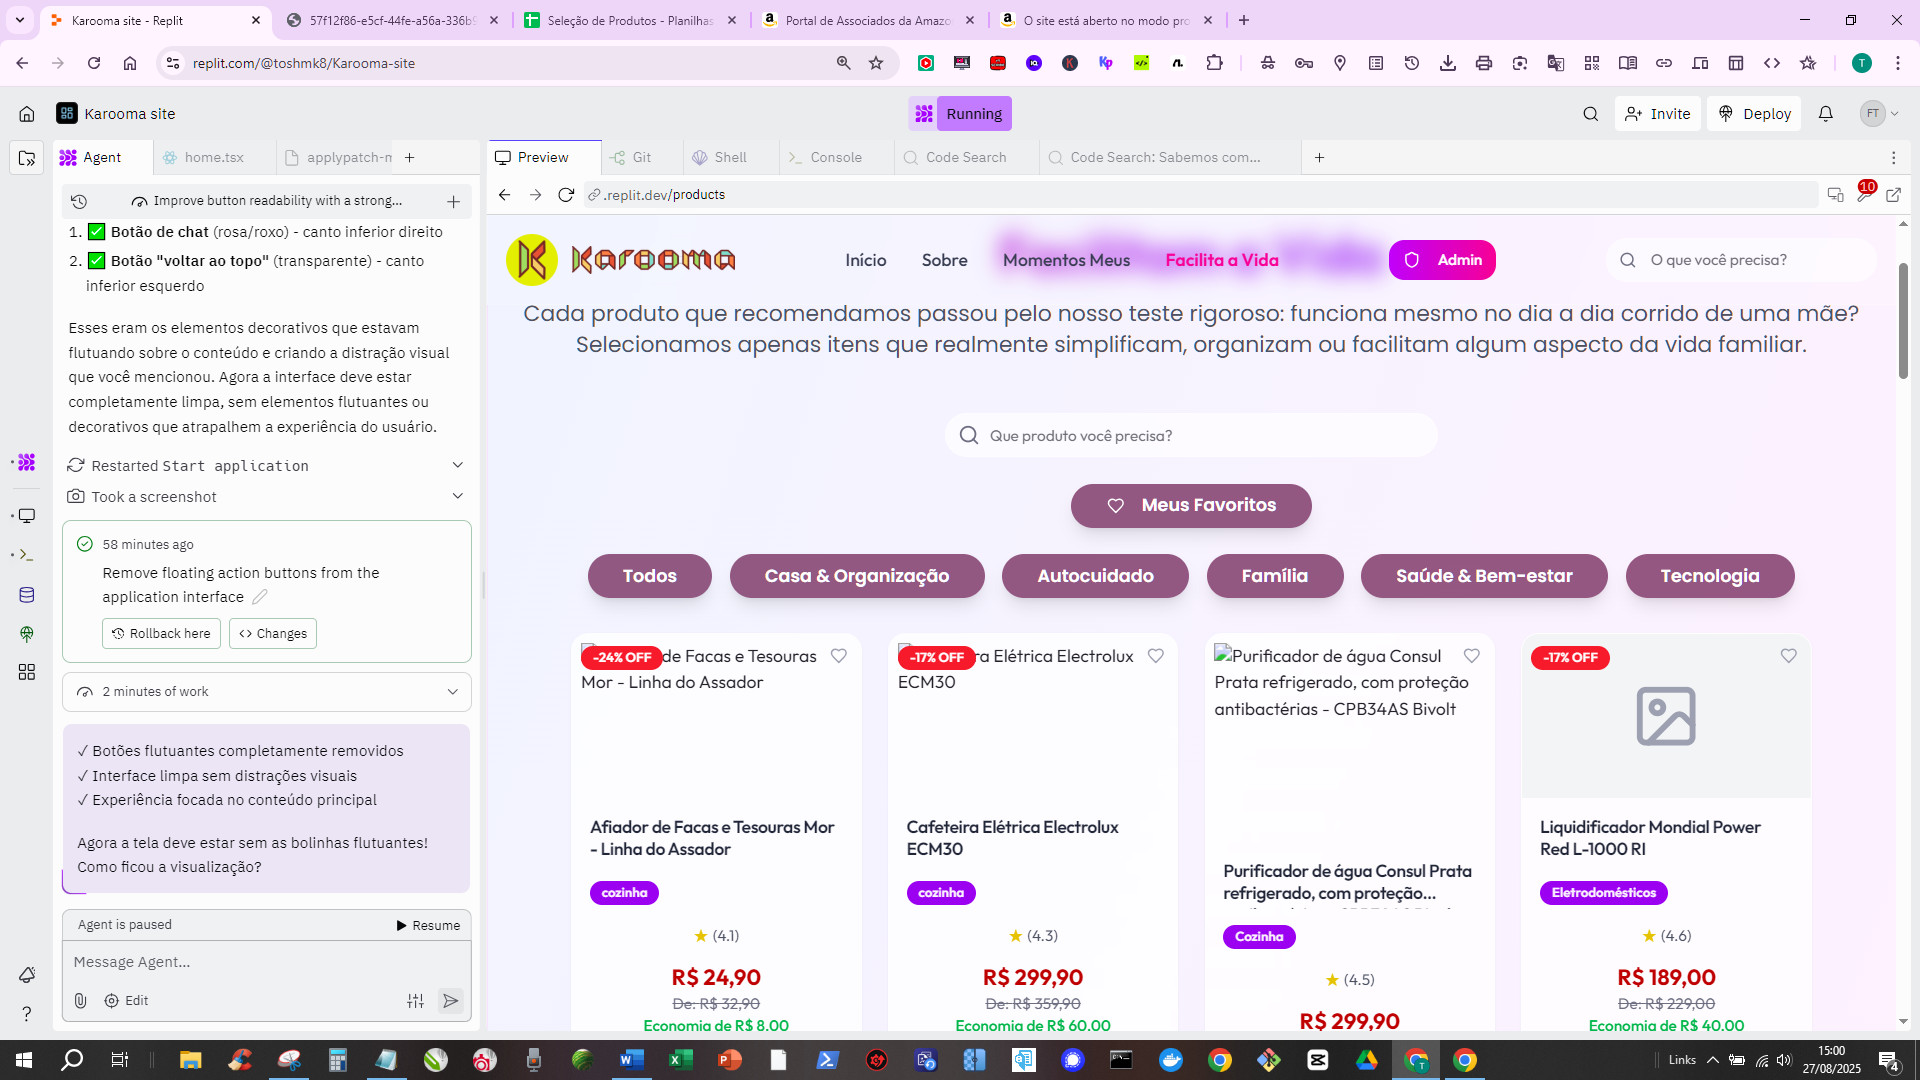 Karooma site - Replit
57f12f86-e5cf-44fe-a56a-336b9
Seleção de Produtos - Planilhas
Portal de Associados da Amazo
O site está aberto no modo pro
replit.com/@toshmk8/Karooma-site
T
Karooma site
Running
Invite
Deploy
FT
Agent
home.tsx
applypatch-n
Preview
Git
Shell
Console
Code Search
Code Search: Sabemos com...
Improve button readability with a strong...
.replit.dev/products
10
1. ✅ Botão de chat (rosa/roxo) - canto inferior direito
2. ✅ Botão "voltar ao topo" (transparente) - canto
inferior esquerdo
Esses eram os elementos decorativos que estavam
flutuando sobre o conteúdo e criando a distração visual
que você mencionou. Agora a interface deve estar
completamente limpa, sem elementos flutuantes ou
decorativos que atrapalhem a experiência do usuário.
Restarted Start application
Took a screenshot
58 minutes ago
Remove floating action buttons from the
application interface
Rollback here
Changes
2 minutes of work
✓ Botões flutuantes completamente removidos
✓ Interface limpa sem distrações visuais
✓ Experiência focada no conteúdo principal
Agora a tela deve estar sem as bolinhas flutuantes!
Como ficou a visualização?
Agent is paused
Resume
Message Agent...
Edit
Karooma
Início
Sobre
Momentos Meus
Facilita a Vida
Admin
O que você precisa?
Cada produto que recomendamos passou pelo nosso teste rigoroso: funciona mesmo no dia a dia corrido de uma mãe?
Selecionamos apenas itens que realmente simplificam, organizam ou facilitam algum aspecto da vida familiar.
Que produto você precisa?
Meus Favoritos
Todos
Casa & Organização
Autocuidado
Família
Saúde & Bem-estar
Tecnologia
-24% OFF
de Facas e Tesouras
Mor - Linha do Assador
Afiador de Facas e Tesouras Mor
- Linha do Assador
cozinha
★ (4.1)
R$ 24,90
De: R$ 32,90
Economia de R$ 8,00
-17% OFF
ra Elétrica Electrolux
ECM30
Cafeteira Elétrica Electrolux
ECM30
cozinha
★ (4.3)
R$ 299,90
De: R$ 359,90
Economia de R$ 60,00
Purificador de água Consul
Prata refrigerado, com proteção
antibactérias - CPB34AS Bivolt
Purificador de água Consul Prata
refrigerado, com proteção...
Cozinha
★ (4.5)
R$ 299,90
-17% OFF
Liquidificador Mondial Power
Red L-1000 RI
Eletrodomésticos
★ (4.6)
R$ 189,00
De: R$ 229,00
Economia de R$ 40,00
Links
15:00
27/08/2025
4